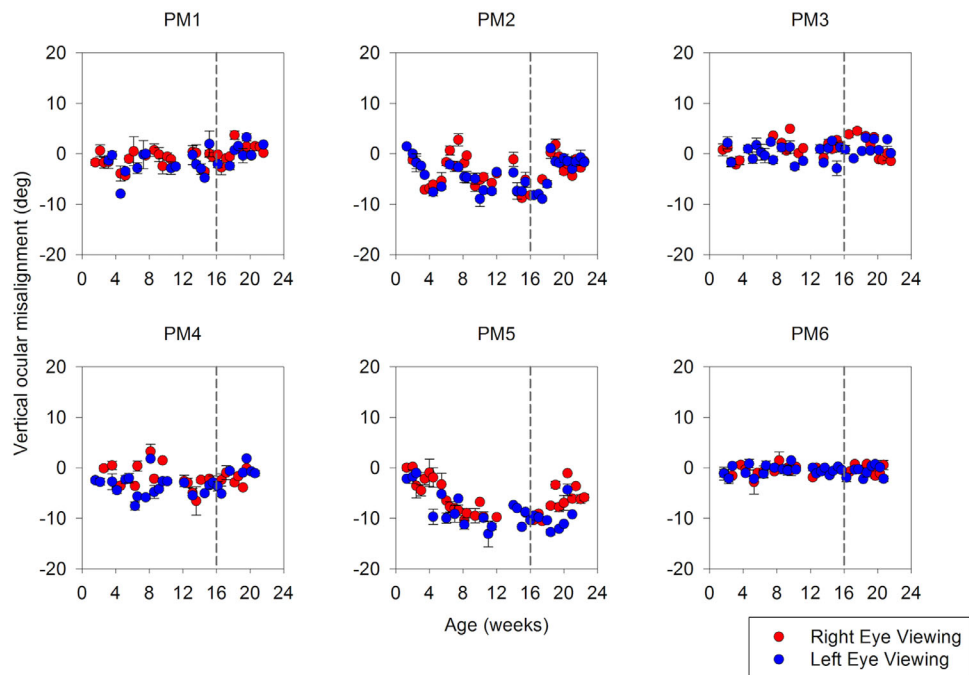 PM1 PM2 PM3
20 20 20
10 10 10
0 0 0
-10 -10 -10
-20 -20 -20
0 4 8 12 16 20 24 0 4 8 12 16 20 24 0 4 8 12 16 20 24
Vertical ocular misalignment (deg)
PM4 PM5 PM6
20 20 20
10 10 10
0 0 0
-10 -10 -10
-20 -20 -20
0 4 8 12 16 20 24 0 4 8 12 16 20 24 0 4 8 12 16 20 24
Age (weeks)
Right Eye Viewing
Left Eye Viewing